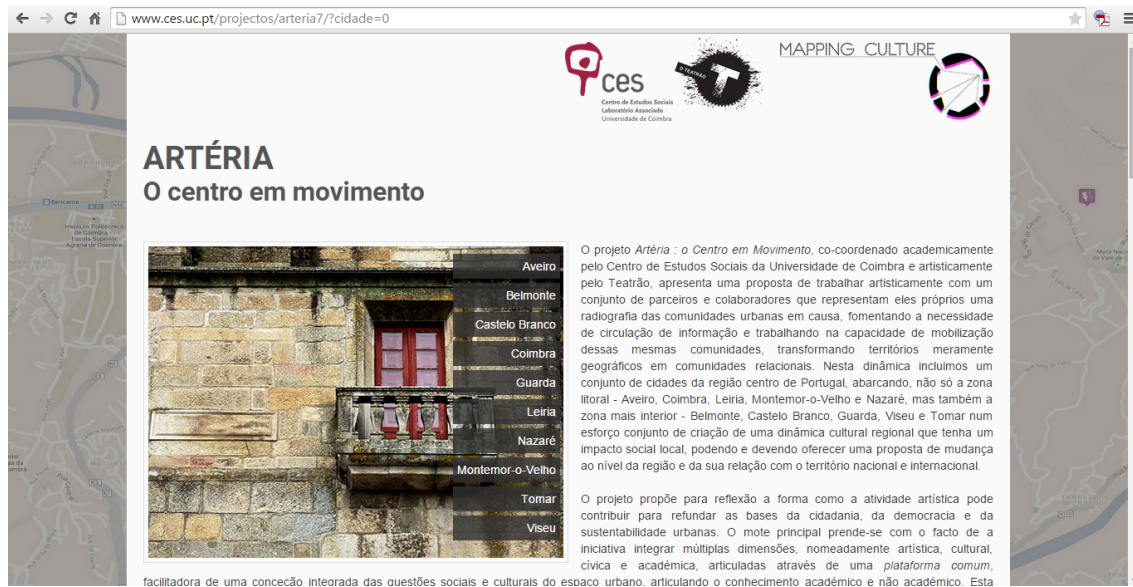 www.ces.uc.pt/projectos/arteria7/?cidade=0
ces
Centro de Estudos Sociais
Laboratório Associado
Universidade de Coimbra
O TEATRÃO
T
MAPPING CULTURE
ARTÉRIA
O centro em movimento
Aveiro
Belmonte
Castelo Branco
Coimbra
Guarda
Leiria
Nazaré
Montemor-o-Velho
Tomar
Viseu
O projeto Artéria : o Centro em Movimento, co-coordenado academicamente
pelo Centro de Estudos Sociais da Universidade de Coimbra e artisticamente
pelo Teatrão, apresenta uma proposta de trabalhar artisticamente com um
conjunto de parceiros e colaboradores que representam eles próprios uma
radiografia das comunidades urbanas em causa, fomentando a necessidade
de circulação de informação e trabalhando na capacidade de mobilização
dessas mesmas comunidades, transformando territórios meramente
geográficos em comunidades relacionais. Nesta dinâmica incluimos um
conjunto de cidades da região centro de Portugal, abarcando, não só a zona
litoral - Aveiro, Coimbra, Leiria, Montemor-o-Velho e Nazaré, mas também a
zona mais interior - Belmonte, Castelo Branco, Guarda, Viseu e Tomar num
esforço conjunto de criação de uma dinâmica cultural regional que tenha um
impacto social local, podendo e devendo oferecer uma proposta de mudança
ao nível da região e da sua relação com o território nacional e internacional.
O projeto propõe para reflexão a forma como a atividade artística pode
contribuir para refundar as bases da cidadania, da democracia e da
sustentabilidade urbanas. O mote principal prende-se com o facto de a
iniciativa integrar múltiplas dimensões, nomeadamente artística, cultural,
cívica e académica, articuladas através de uma plataforma comum,
facilitadora de uma conceção integrada das questões sociais e culturais do espaço urbano, articulando o conhecimento académico e não académico. Esta
Bencanta
Instituto Politécnico
de Coimbra -
Escola Superior
Agrária de Coimbra